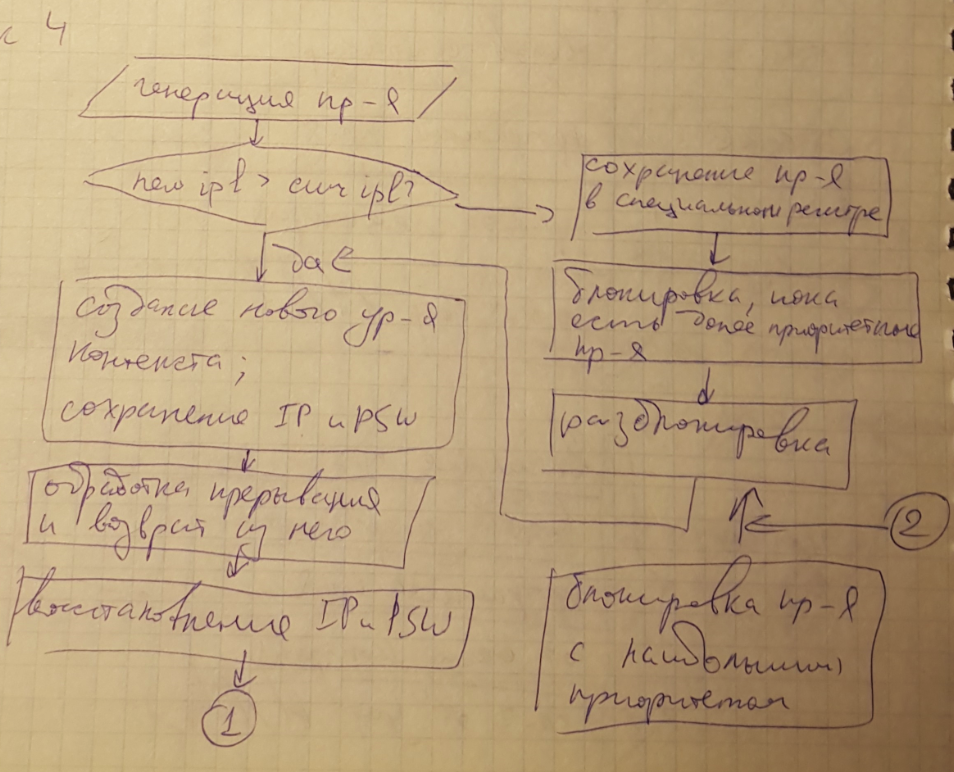 4
генерация пр-я
ipl > ipl?
да
создание нового ур-я
контекста;
сохранение IP и PSW
обработка прерывания
и возврат из него
восстановление IP и PSW
1
сохранение пр-я
в специальном регистре
блокировка, пока
есть более приоритетные
пр-я
разблокировка
2
блокировка пр-я
с наибольшим
приоритетом